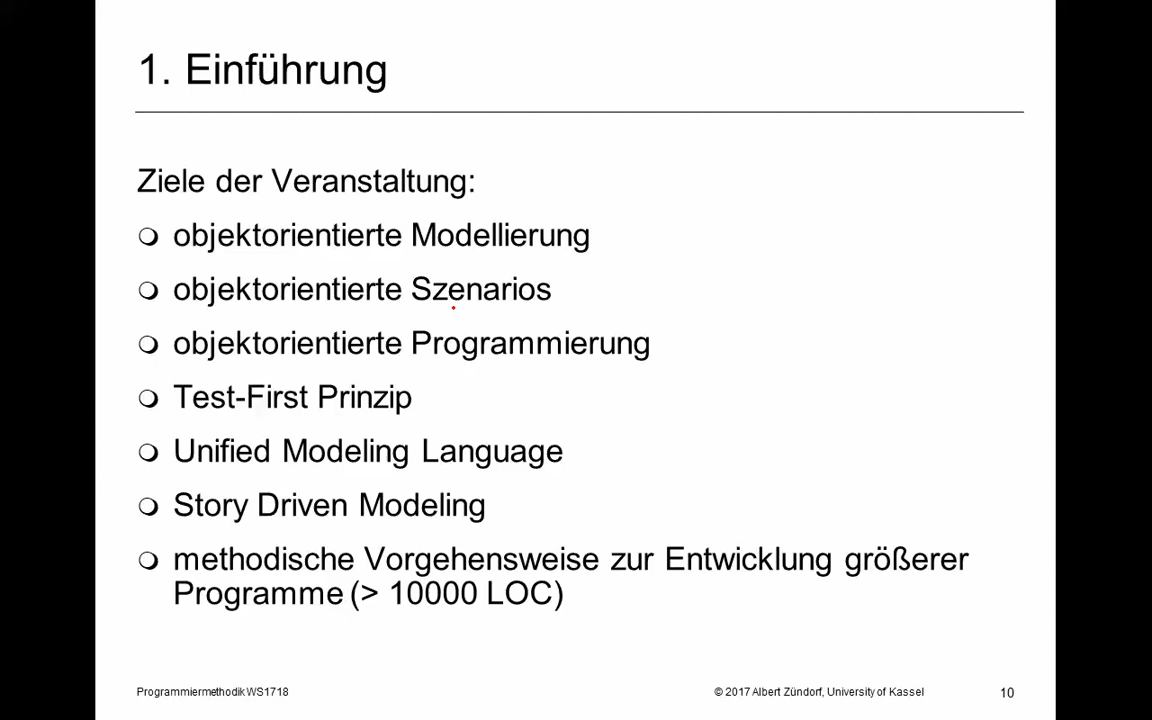 1. Einführung
Ziele der Veranstaltung:
objektorientierte Modellierung
objektorientierte Szenarios
objektorientierte Programmierung
Test-First Prinzip
Unified Modeling Language
Story Driven Modeling
methodische Vorgehensweise zur Entwicklung größerer
Programme (> 10000 LOC)
Programmiermethodik WS1718
© 2017 Albert Zündorf, University of Kassel
10